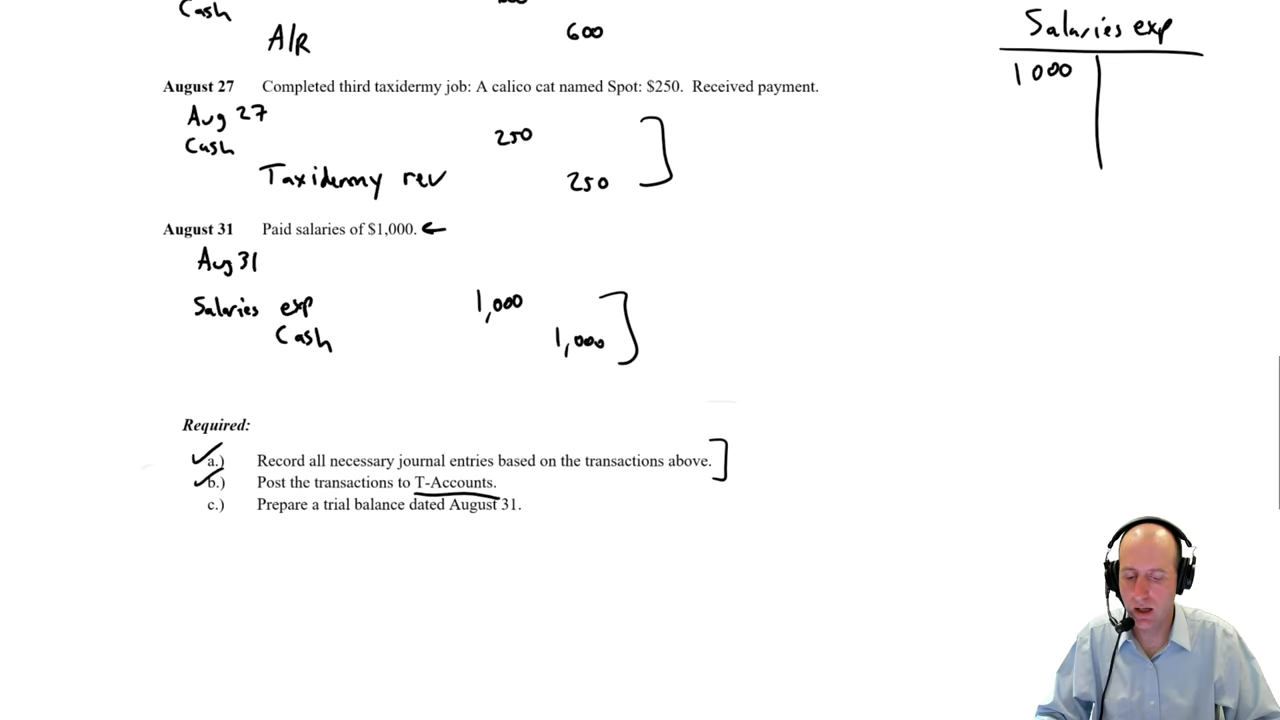 Cash
A/R 600
Salaries exp
1000
August 27 Completed third taxidermy job: A calico cat named Spot: $250. Received payment.
Aug 27
Cash 250
Taxidermy rev 250
August 31 Paid salaries of $1,000.
Aug 31
Salaries exp 1,000
Cash 1,000
Required:
a.) Record all necessary journal entries based on the transactions above.
b.) Post the transactions to T-Accounts.
c.) Prepare a trial balance dated August 31.